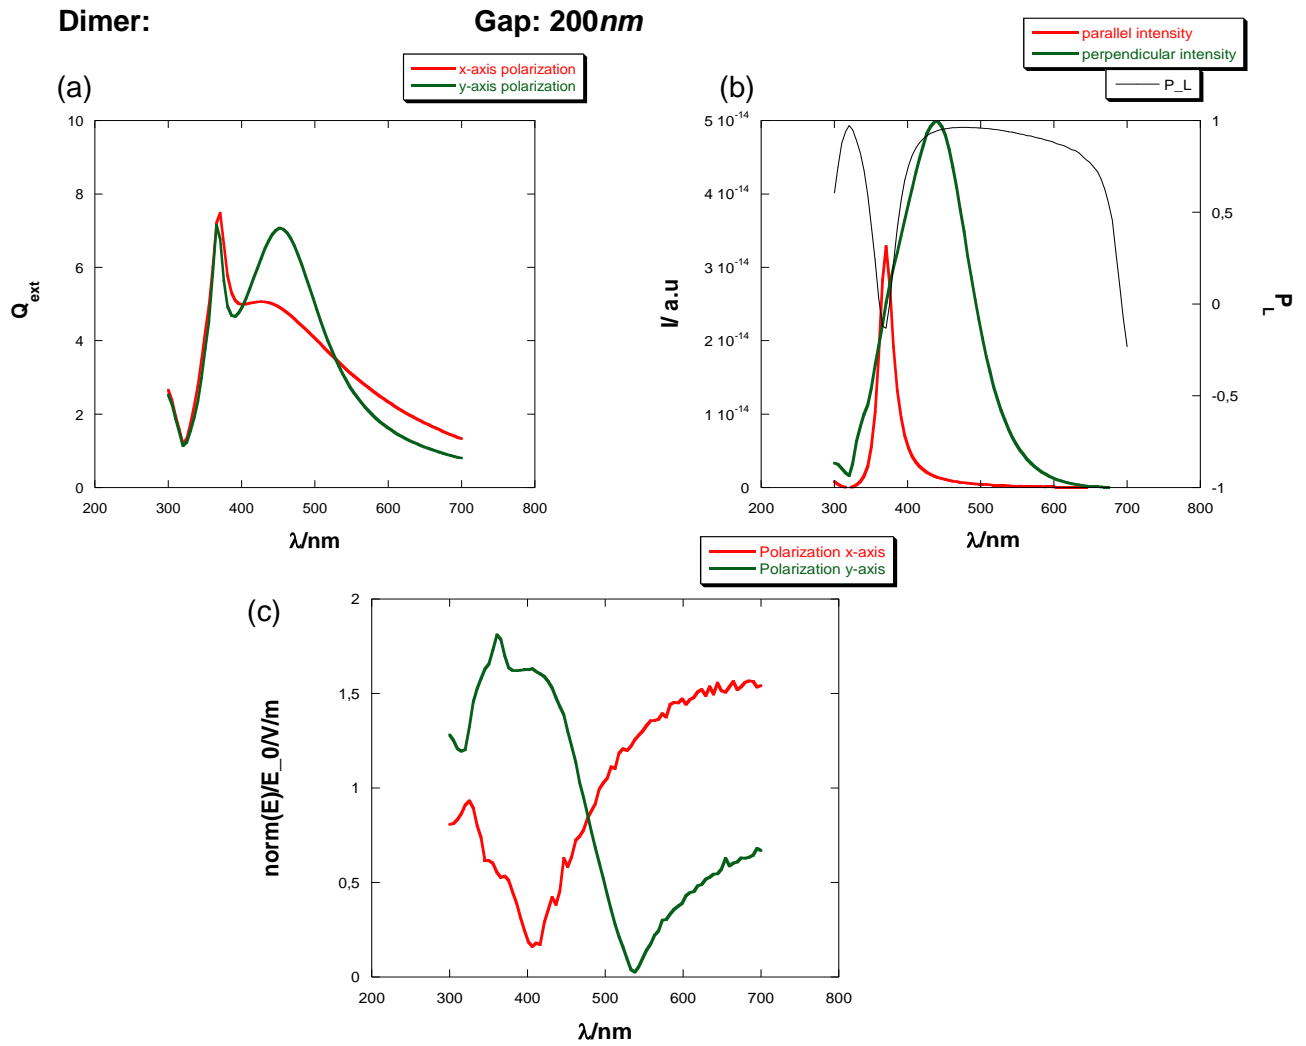 Dimer:
Gap: 200nm
(a)
x-axis polarization
y-axis polarization
10
8
6
4
2
0
200
300
400
500
600
700
800
Q_ext
λ/nm
(b)
parallel intensity
perpendicular intensity
P_L
5 10^-14
4 10^-14
3 10^-14
2 10^-14
1 10^-14
0
1
0,5
0
-0,5
-1
200
300
400
500
600
700
800
I/ a.u
P_L
λ/nm
(c)
Polarization x-axis
Polarization y-axis
2
1,5
1
0,5
0
200
300
400
500
600
700
800
norm(E)/E_0/V/m
λ/nm